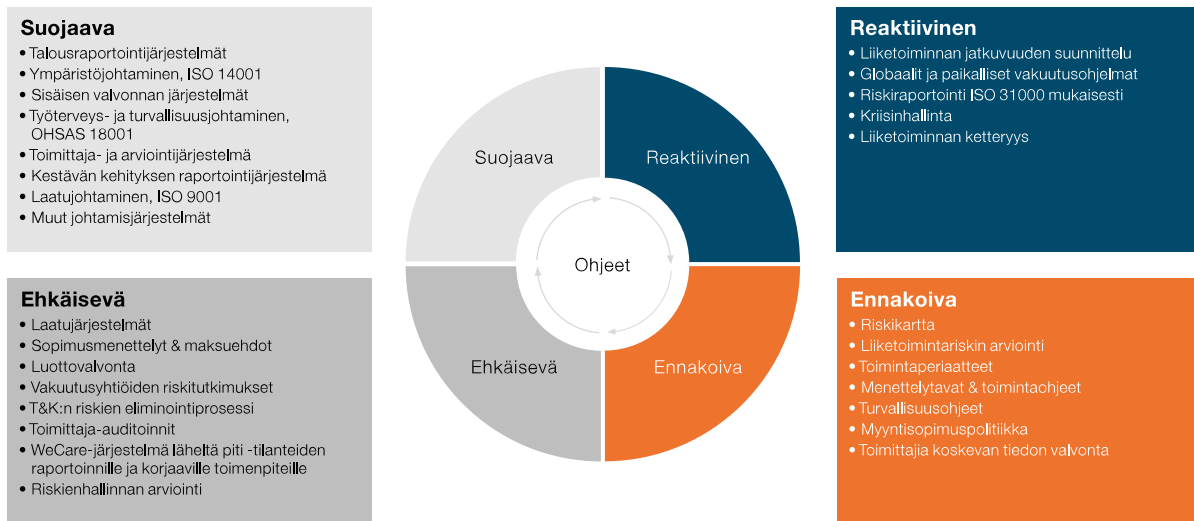 Suojaava
• Talousraportointijärjestelmät
• Ympäristöjohtaminen, ISO 14001
• Sisäisen valvonnan järjestelmät
• Työterveys- ja turvallisuusjohtaminen,
OHSAS 18001
• Toimittaja- ja arviointijärjestelmä
• Kestävän kehityksen raportointijärjestelmä
• Laatujohtaminen, ISO 9001
• Muut johtamisjärjestelmät
Reaktiivinen
• Liiketoiminnan jatkuvuuden suunnittelu
• Globaalit ja paikalliset vakuutusohjelmat
• Riskiraportointi ISO 31000 mukaisesti
• Kriisinhallinta
• Liiketoiminnan ketteryys
Suojaava
Reaktiivinen
Ohjeet
Ehkäisevä
Ennakoiva
Ehkäisevä
• Laatujärjestelmät
• Sopimusmenettelyt & maksuehdot
• Luottovalvonta
• Vakuutusyhtiöiden riskitutkimukset
• T&K:n riskien eliminointiprosessi
• Toimittaja-auditoinnit
• WeCare-järjestelmä läheltä piti -tilanteiden
raportoinnille ja korjaaville toimenpiteille
• Riskienhallinnan arviointi
Ennakoiva
• Riskikartta
• Liiketoimintariskin arviointi
• Toimintaperiaatteet
• Menettelytavat & toimintaohjeet
• Turvallisuusohjeet
• Myyntisopimuspolitiikka
• Toimittajia koskevan tiedon valvonta